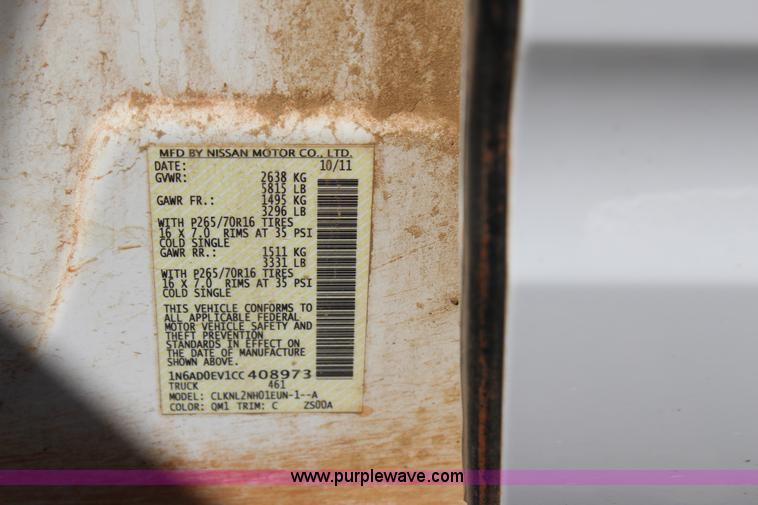 MFD BY NISSAN MOTOR CO., LTD.
DATE: 10/11
GVWR: 2638 KG
5815 LB
GAWR FR.: 1495 KG
3296 LB
WITH P265/70R16 TIRES
16 X 7.0 RIMS AT 35 PSI
COLD SINGLE
GAWR RR.: 1511 KG
3331 LB
WITH P265/70R16 TIRES
16 X 7.0 RIMS AT 35 PSI
COLD SINGLE
THIS VEHICLE CONFORMS TO
ALL APPLICABLE FEDERAL
MOTOR VEHICLE SAFETY AND
THEFT PREVENTION
STANDARDS IN EFFECT ON
THE DATE OF MANUFACTURE
SHOWN ABOVE.
1N6AD0EV1CC408973
TRUCK 461
MODEL: CLKNL2NH01EUN-1--A
COLOR: QM1 TRIM: C ZS00A
www.purplewave.com